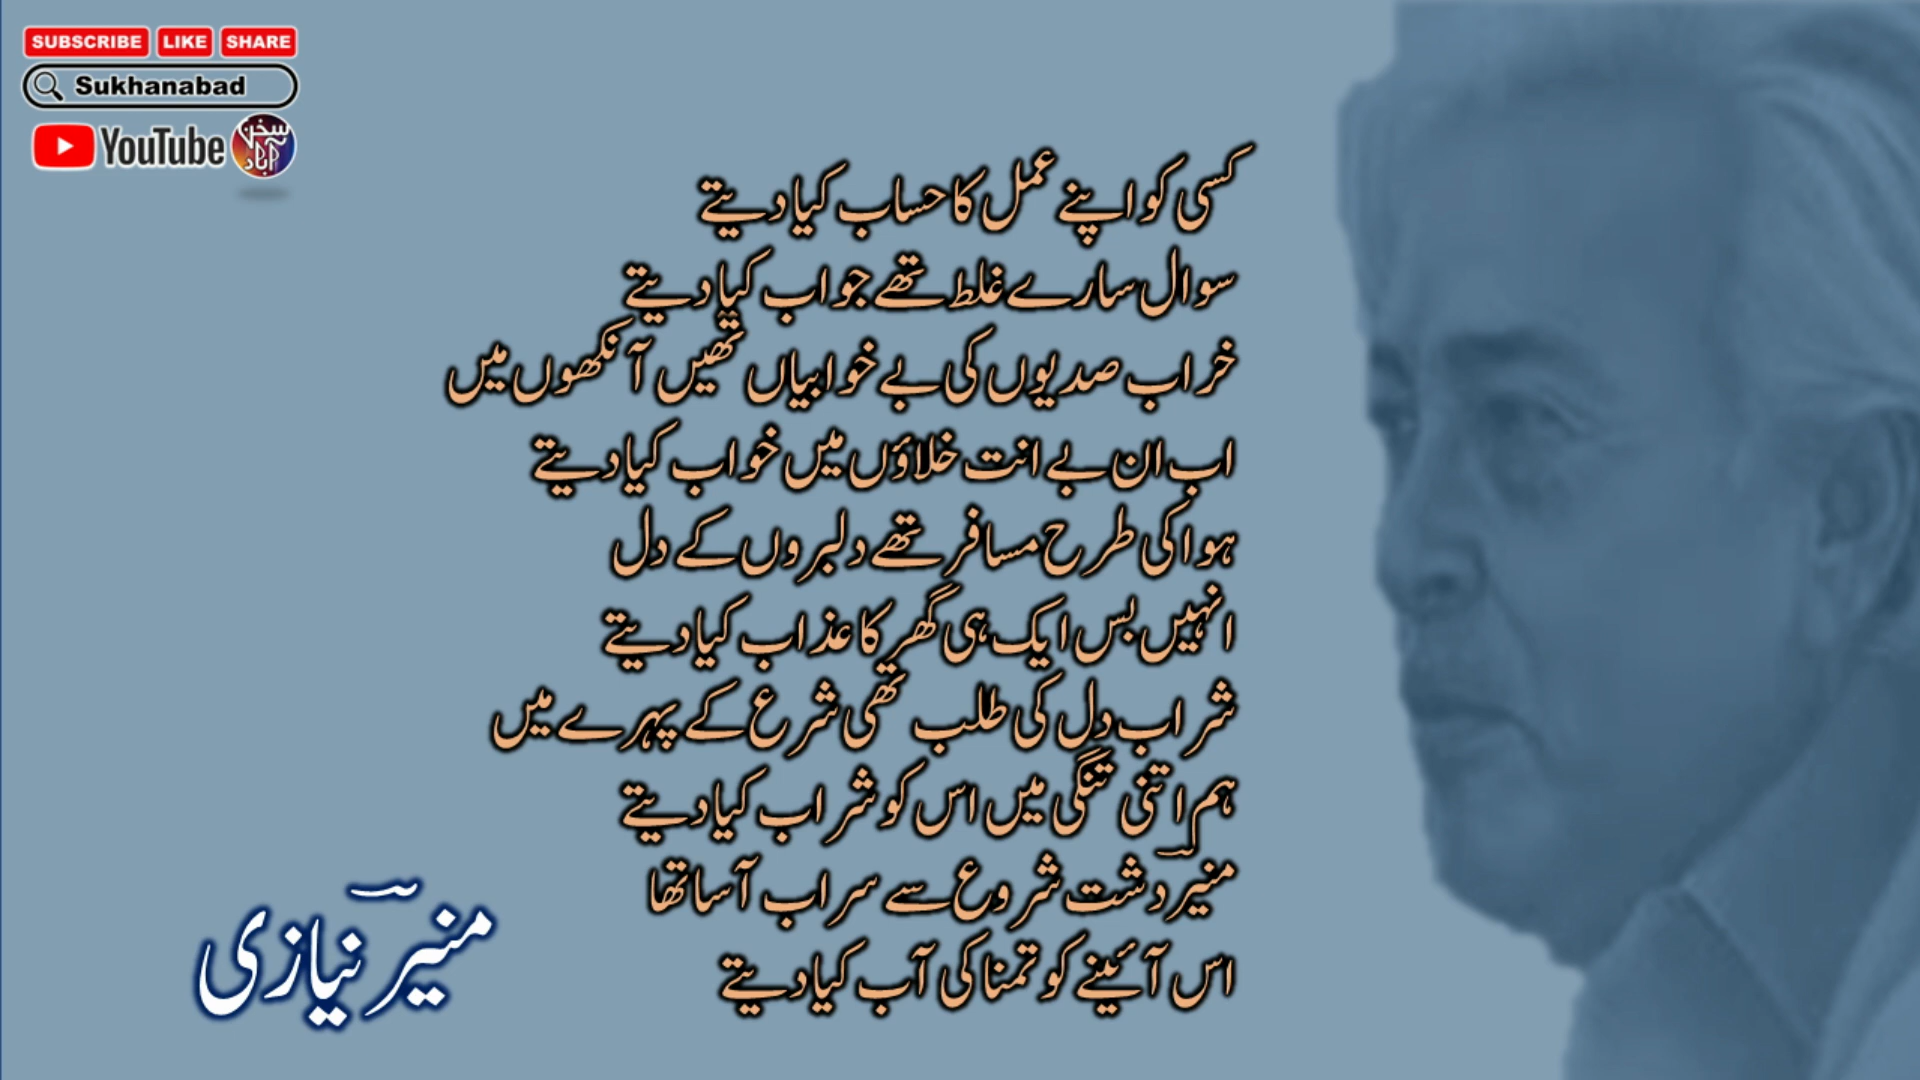 SUBSCRIBE LIKE SHARE
Sukhanabad
YouTube سخن آباد
کسی کو اپنے عمل کا حساب کیا دیتے
سوال سارے غلط تھے جواب کیا دیتے
خراب صدیوں کی بے خوابیاں تھیں آنکھوں میں
اب ان بے انت خلاؤں میں خواب کیا دیتے
ہوا کی طرح مسافر تھے دلبروں کے دل
انہیں بس ایک ہی گھر کا عذاب کیا دیتے
شراب دل کی طلب تھی شرع کے پہرے میں
ہم اتنی تنگی میں اس کو شراب کیا دیتے
منیرؔ دشت شروع سے سراب آسا تھا
اس آئینے کو تمنا کی آب کیا دیتے
منیرؔ نیازی